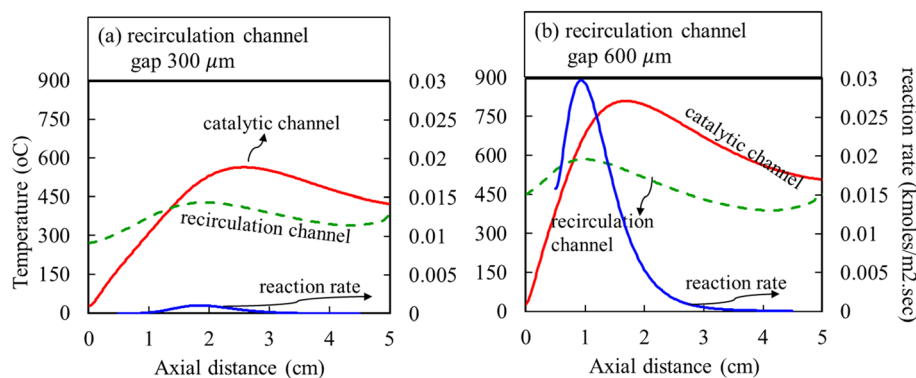 (a) recirculation channel
gap 300 μm
900
750
600
450
300
150
0
Temperature (oC)
catalytic channel
recirculation channel
reaction rate
0.03
0.025
0.02
0.015
0.01
0.005
0
0 1 2 3 4 5
Axial distance (cm)
(b) recirculation channel
gap 600 μm
900
750
600
450
300
150
0
catalytic channel
recirculation
channel
reaction rate
0.03
0.025
0.02
0.015
0.01
0.005
0
reaction rate (kmoles/m2.sec)
0 1 2 3 4 5
Axial distance (cm)